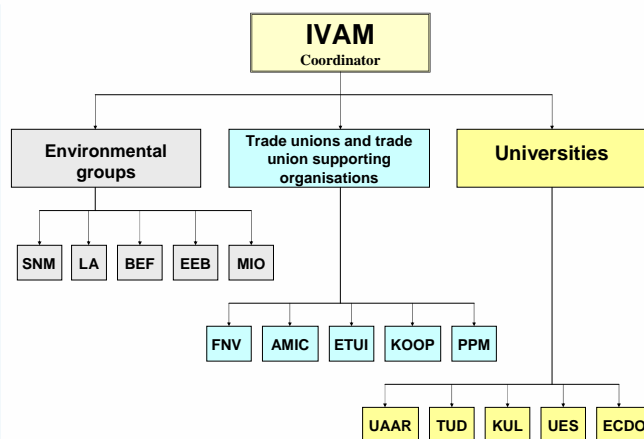 IVAM
Coordinator
Environmental
groups
Trade unions and trade
union supporting
organisations
Universities
SNM
LA
BEF
EEB
MIO
FNV
AMIC
ETUI
KOOP
PPM
UAAR
TUD
KUL
UES
ECDO